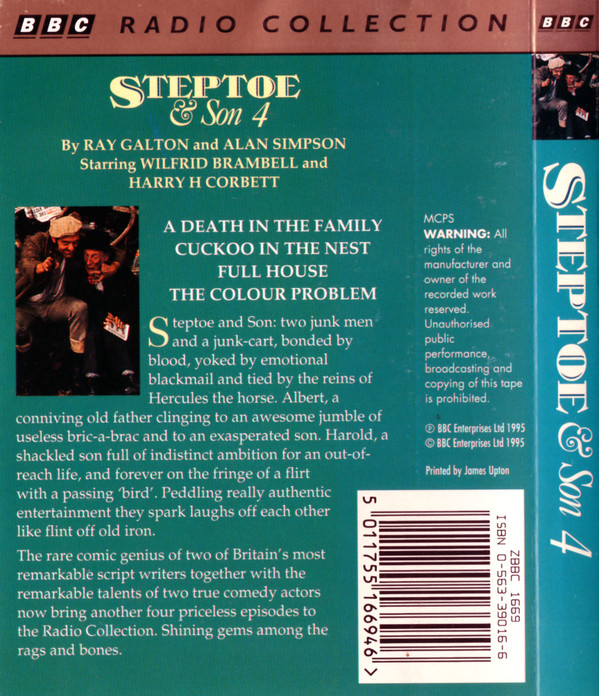 BBC RADIO COLLECTION
STEPTOE
& Son 4
By RAY GALTON and ALAN SIMPSON
Starring WILFRID BRAMBELL and
HARRY H CORBETT
A DEATH IN THE FAMILY
CUCKOO IN THE NEST
FULL HOUSE
THE COLOUR PROBLEM
Steptoe and Son: two junk men
and a junk-cart, bonded by
blood, yoked by emotional
blackmail and tied by the reins of
Hercules the horse. Albert, a
conniving old father clinging to an awesome jumble of
useless bric-a-brac and to an exasperated son. Harold, a
shackled son full of indistinct ambition for an out-of-
reach life, and forever on the fringe of a flirt
with a passing 'bird'. Peddling really authentic
entertainment they spark laughs off each other
like flint off old iron.
The rare comic genius of two of Britain's most
remarkable script writers together with the
remarkable talents of two true comedy actors
now bring another four priceless episodes to
the Radio Collection. Shining gems among the
rags and bones.
MCPS
WARNING: All
rights of the
manufacturer and
owner of the
recorded work
reserved.
Unauthorised
public
performance,
broadcasting and
copying of this tape
is prohibited.
℗ BBC Enterprises Ltd 1995
© BBC Enterprises Ltd 1995
Printed by James Upton
ZBBC 1669
ISBN 0-563-39016-6
5 011755 166946 >
BBC
STEPTOE & Son 4